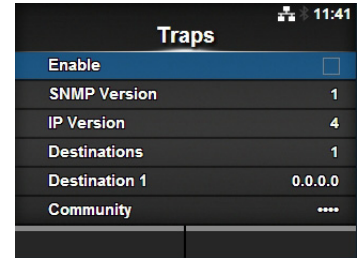 11:41
Traps
Enable
SNMP Version 1
IP Version 4
Destinations 1
Destination 1 0.0.0.0
Community ••••